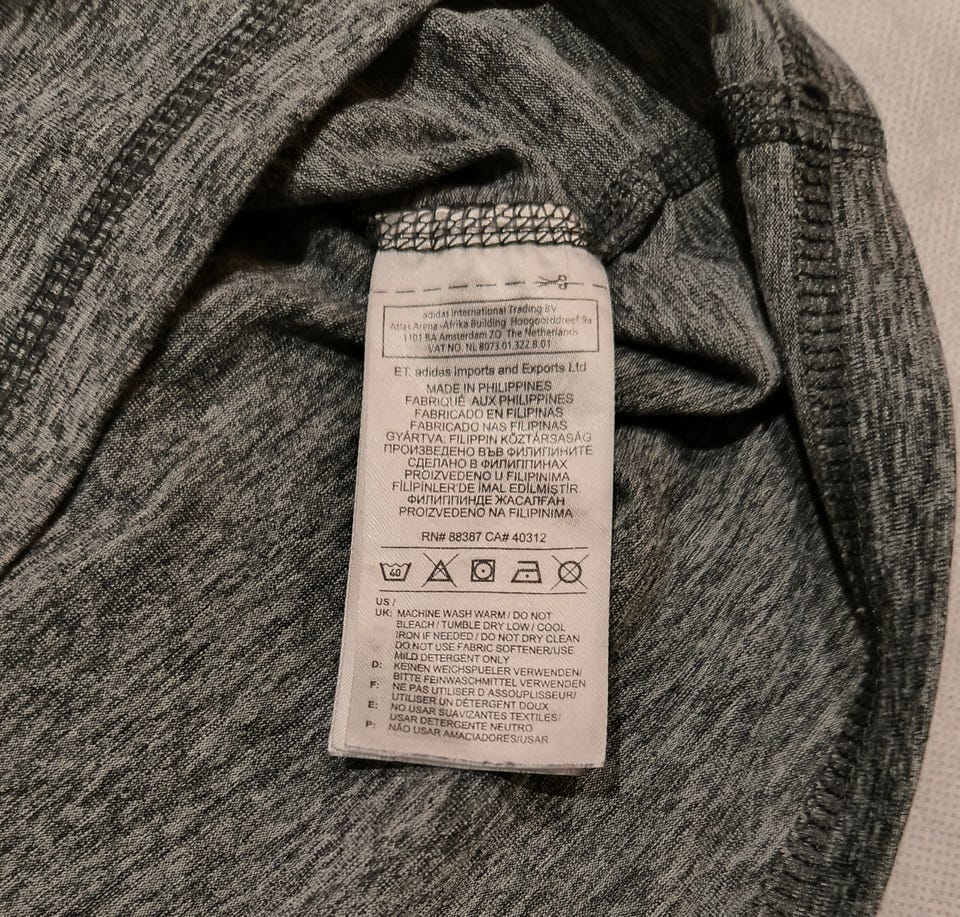 adidas International Trading BV
Atlas Arena -Afrika Building Hoogoorddreef 9a
1101 BA Amsterdam ZO The Netherlands
VAT NO. NL 8073.01.322.B.01
ET: adidas Imports and Exports Ltd
MADE IN PHILIPPINES
FABRIQUÉ AUX PHILIPPINES
FABRICADO EN FILIPINAS
FABRICADO NAS FILIPINAS
GYÁRTVA: FILIPPIN KÖZTÁRSASÁG
ПРОИЗВЕДЕНО ВЪВ ФИЛИПИНИТЕ
СДЕЛАНО В ФИЛИППИНАХ
PROIZVEDENO U FILIPINIMA
FİLİPİNLER'DE İMAL EDİLMİŞTİR.
ФИЛИППИНДЕ ЖАСАЛҒАН
PROIZVEDENO NA FILIPINIMA
RN# 88387 CA# 40312
40
US /
UK: MACHINE WASH WARM / DO NOT
BLEACH / TUMBLE DRY LOW / COOL
IRON IF NEEDED / DO NOT DRY CLEAN
DO NOT USE FABRIC SOFTENER/USE
MILD DETERGENT ONLY
D: KEINEN WEICHSPUELER VERWENDEN/
BITTE FEINWASCHMITTEL VERWENDEN
F: NE PAS UTILISER D'ASSOUPLISSEUR/
UTILISER UN DÉTERGENT DOUX
E: NO USAR SUAVIZANTES TEXTILES/
USAR DETERGENTE NEUTRO
P: NÃO USAR AMACIADORES/USAR